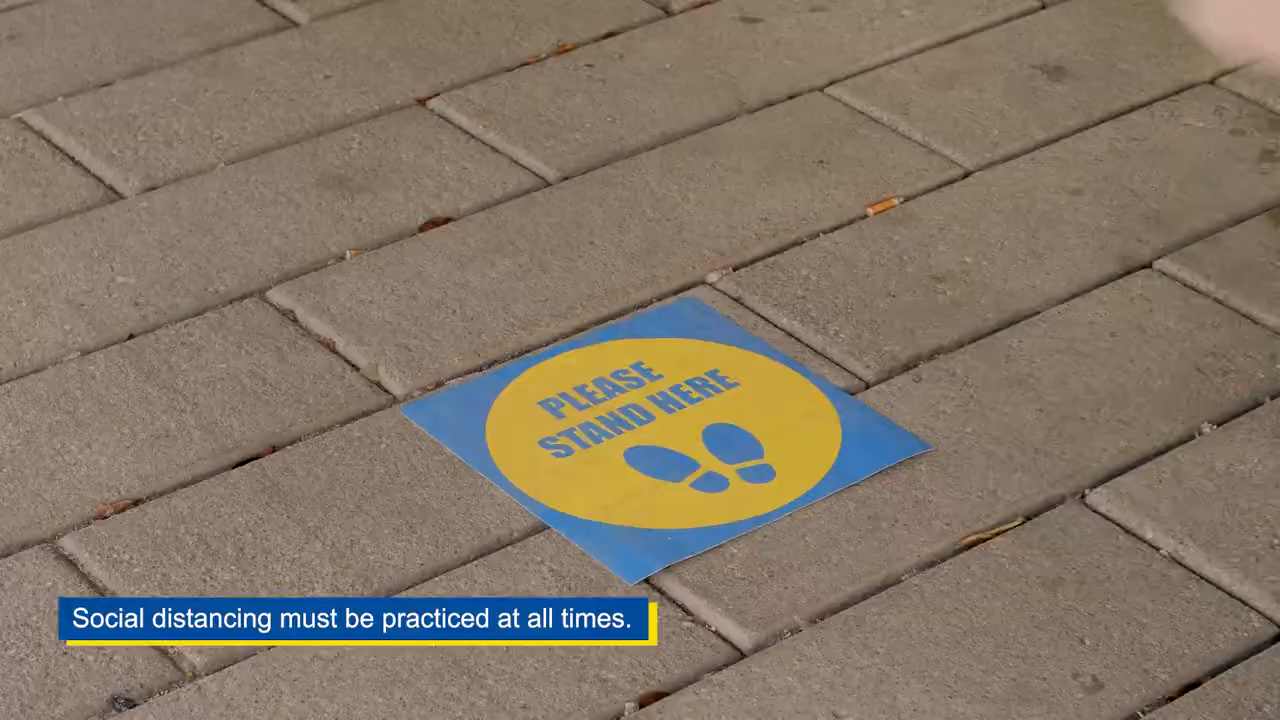 PLEASE
STAND HERE
Social distancing must be practiced at all times.